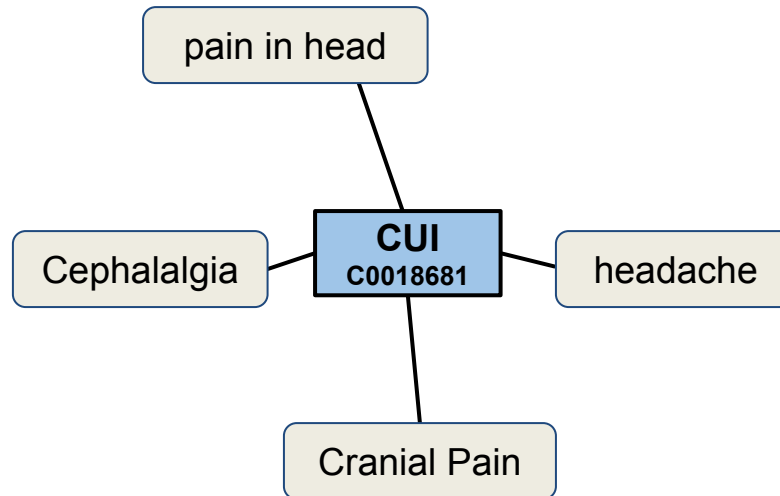 pain in head
CUI
C0018681
Cephalalgia
headache
Cranial Pain